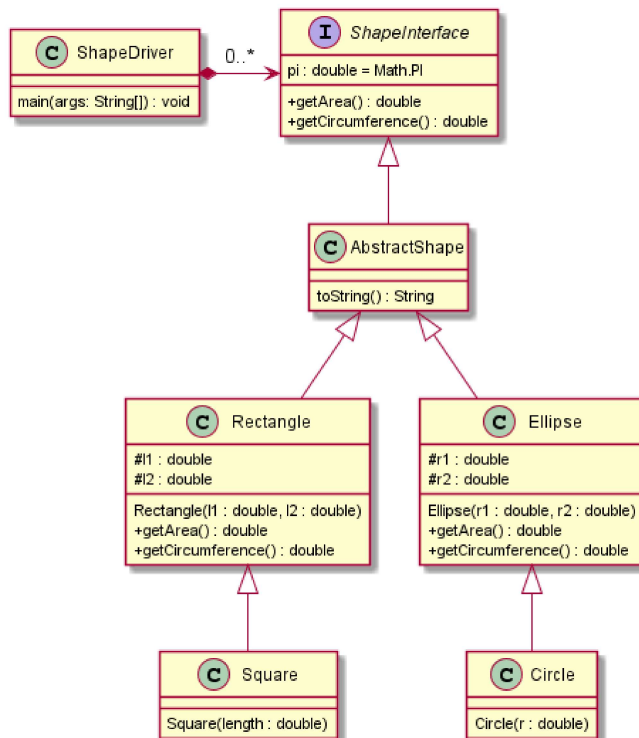 C ShapeDriver
main(args: String[]) : void
0..*
I ShapeInterface
pi : double = Math.PI
+getArea() : double
+getCircumference() : double
C AbstractShape
toString() : String
C Rectangle
#l1 : double
#l2 : double
Rectangle(l1 : double, l2 : double)
+getArea() : double
+getCircumference() : double
C Ellipse
#r1 : double
#r2 : double
Ellipse(r1 : double, r2 : double)
+getArea() : double
+getCircumference() : double
C Square
Square(length : double)
C Circle
Circle(r : double)